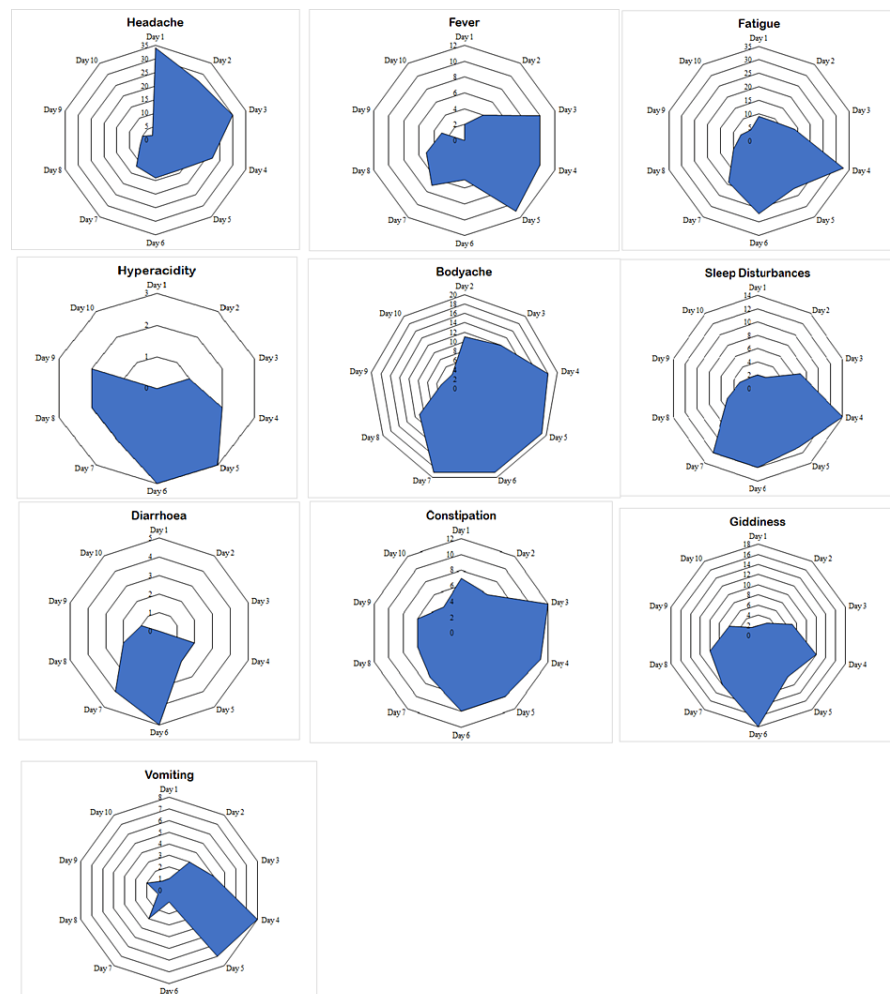 Headache
Day 1
Day 2
Day 3
Day 4
Day 5
Day 6
Day 7
Day 8
Day 9
Day 10
35
30
25
20
15
10
5
0
Fever
Day 1
Day 2
Day 3
Day 4
Day 5
Day 6
Day 7
Day 8
Day 9
Day 10
12
10
8
6
4
2
0
Fatigue
Day 1
Day 2
Day 3
Day 4
Day 5
Day 6
Day 7
Day 8
Day 9
Day 10
35
30
25
20
15
10
5
0
Hyperacidity
Day 1
Day 2
Day 3
Day 4
Day 5
Day 6
Day 7
Day 8
Day 9
Day 10
3
2
1
0
Bodyache
Day 2
Day 3
Day 4
Day 5
Day 6
Day 7
Day 8
Day 9
Day 10
20
18
16
14
12
10
8
6
4
2
0
Sleep Disturbances
Day 1
Day 2
Day 3
Day 4
Day 5
Day 6
Day 7
Day 8
Day 9
Day 10
14
12
10
8
6
4
2
0
Diarrhoea
Day 1
Day 2
Day 3
Day 4
Day 5
Day 6
Day 7
Day 8
Day 9
Day 10
5
4
3
2
1
0
Constipation
Day 1
Day 2
Day 3
Day 4
Day 5
Day 6
Day 7
Day 8
Day 9
Day 10
12
10
8
6
4
2
0
Giddiness
Day 1
Day 2
Day 3
Day 4
Day 5
Day 6
Day 7
Day 8
Day 9
Day 10
18
16
14
12
10
8
6
4
2
0
Vomiting
Day 1
Day 2
Day 3
Day 4
Day 5
Day 6
Day 7
Day 8
Day 9
Day 10
8
7
6
5
4
3
2
1
0